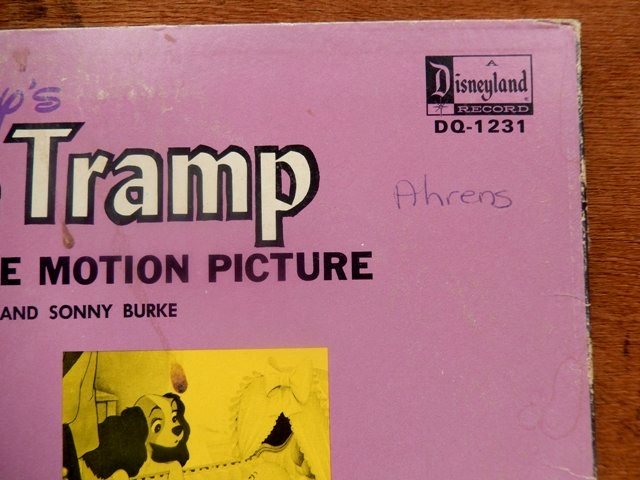 A
Disneyland
RECORD
DQ-1231
Tramp
Ahrens
E MOTION PICTURE
AND SONNY BURKE